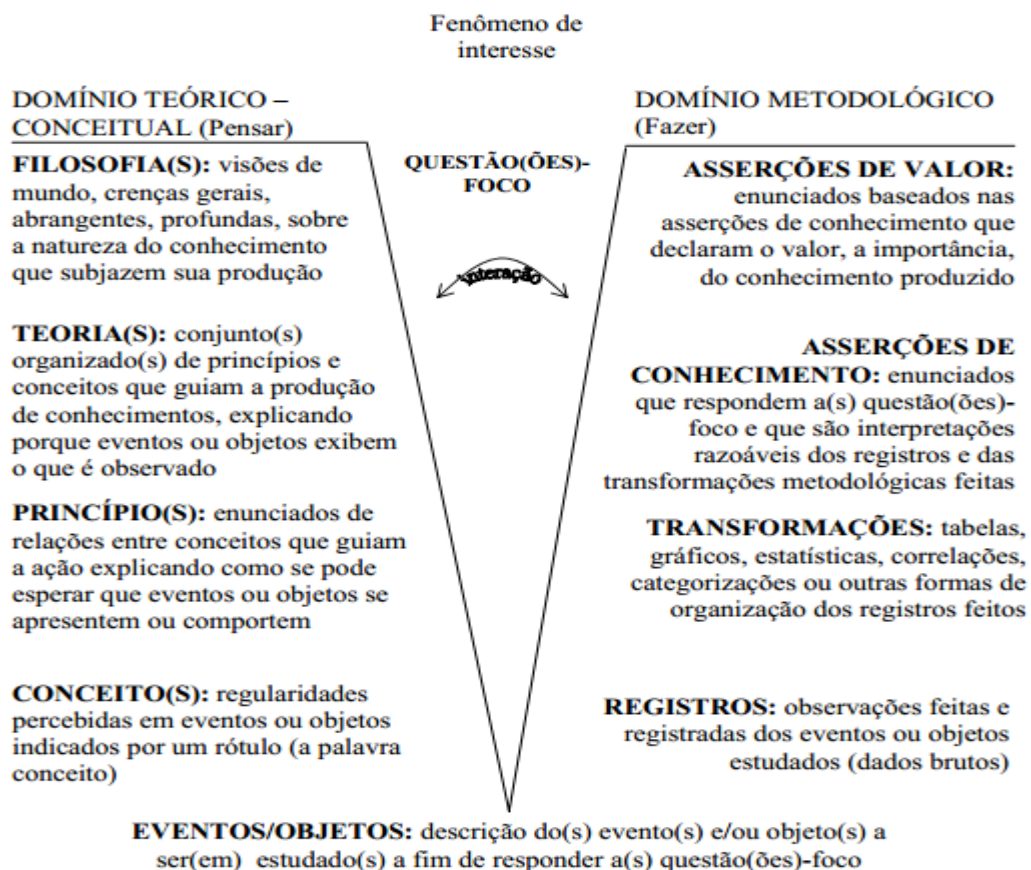 Fenômeno de
interesse
DOMÍNIO TEÓRICO –
CONCEITUAL (Pensar)
FILOSOFIA(S): visões de
mundo, crenças gerais,
abrangentes, profundas, sobre
a natureza do conhecimento
que subjazem sua produção
TEORIA(S): conjunto(s)
organizado(s) de princípios e
conceitos que guiam a produção
de conhecimentos, explicando
porque eventos ou objetos exibem
o que é observado
PRINCÍPIO(S): enunciados de
relações entre conceitos que guiam
a ação explicando como se pode
esperar que eventos ou objetos se
apresentem ou comportem
CONCEITO(S): regularidades
percebidas em eventos ou objetos
indicados por um rótulo (a palavra
conceito)
QUESTÃO(ÕES)-
FOCO
Interação
DOMÍNIO METODOLÓGICO
(Fazer)
ASSERÇÕES DE VALOR:
enunciados baseados nas
asserções de conhecimento que
declaram o valor, a importância,
do conhecimento produzido
ASSERÇÕES DE
CONHECIMENTO: enunciados
que respondem a(s) questão(ões)-
foco e que são interpretações
razoáveis dos registros e das
transformações metodológicas feitas
TRANSFORMAÇÕES: tabelas,
gráficos, estatísticas, correlações,
categorizações ou outras formas de
organização dos registros feitos
REGISTROS: observações feitas e
registradas dos eventos ou objetos
estudados (dados brutos)
EVENTOS/OBJETOS: descrição do(s) evento(s) e/ou objeto(s) a
ser(em) estudado(s) a fim de responder a(s) questão(ões)-foco